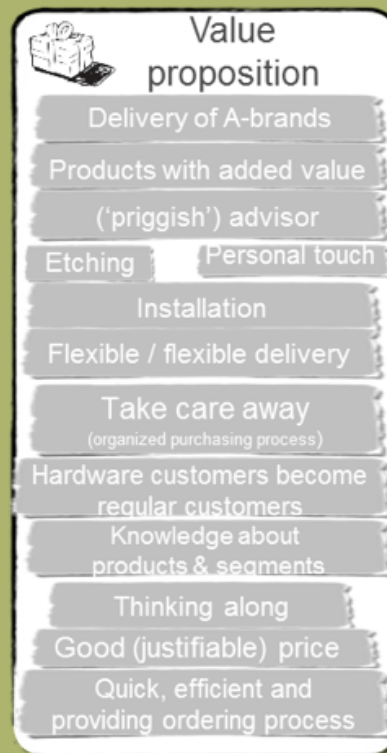 Value
proposition
Delivery of A-brands
Products with added value
('priggish') advisor
Etching
Personal touch
Installation
Flexible / flexible delivery
Take care away
(organized purchasing process)
Hardware customers become
regular customers
Knowledge about
products & segments
Thinking along
Good (justifiable) price
Quick, efficient and
providing ordering process